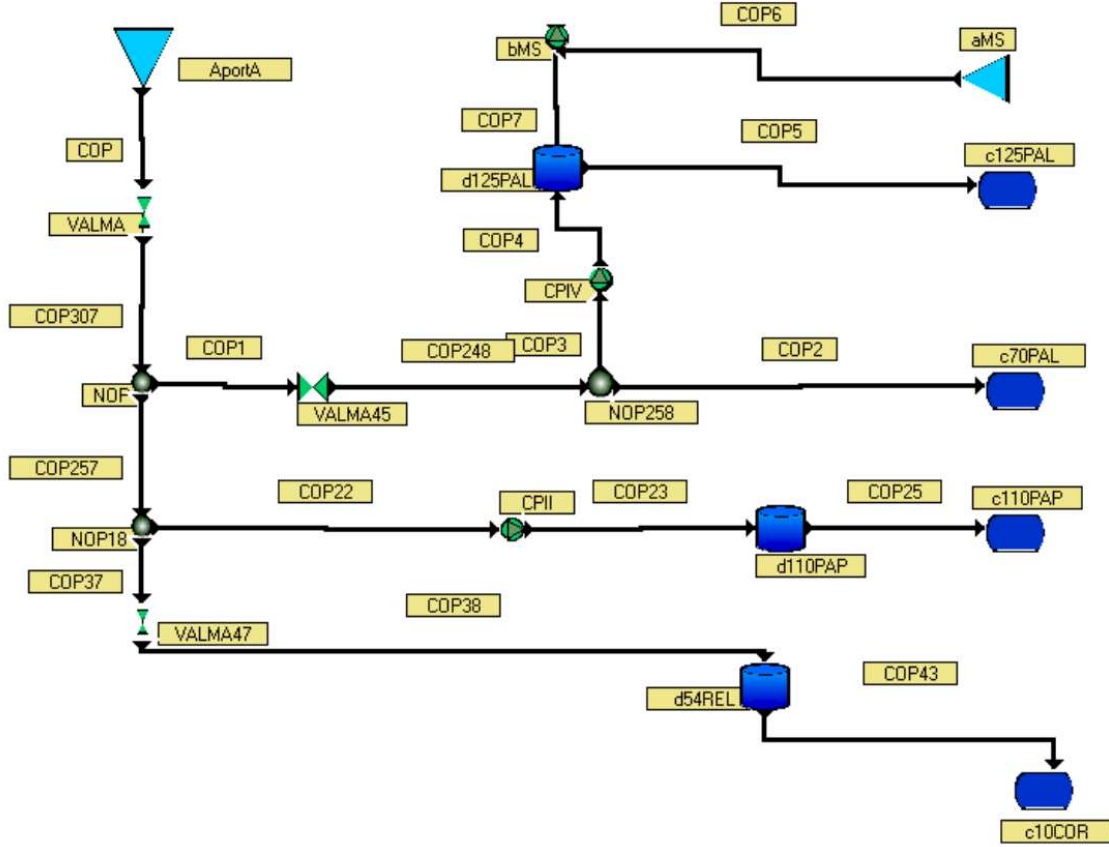 COP6
bMS
aMS
AportA
COP7
COP5
COP
c125PAL
d125PAL
VALMA
COP4
CPIV
COP307
COP1
COP248
COP3
COP2
c70PAL
NOP
VALMA45
NOP258
COP257
COP22
CPII
COP23
COP25
c110PAP
NOP18
d110PAP
COP37
COP38
VALMA47
COP43
d54REL
c10COR